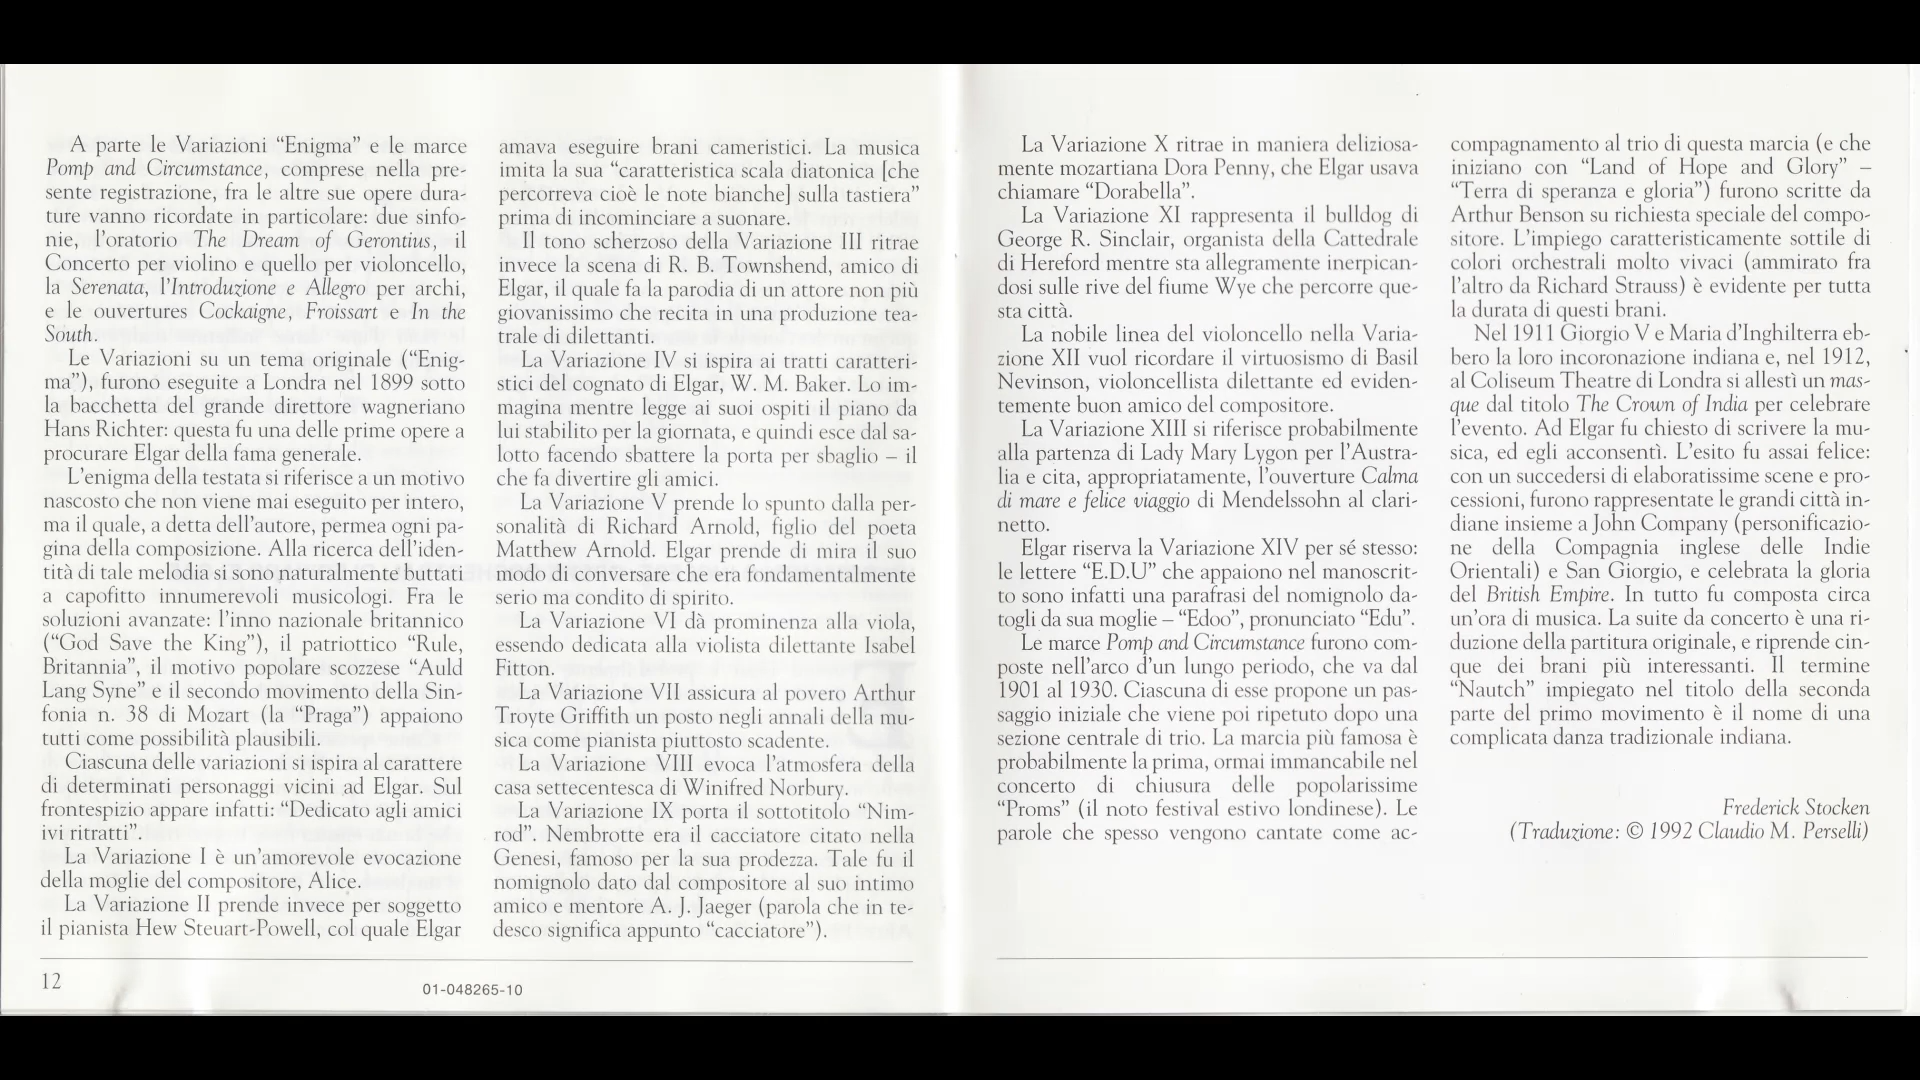 A parte le Variazioni “Enigma” e le marce
Pomp and Circumstance, comprese nella pre-
sente registrazione, fra le altre sue opere dura-
ture vanno ricordate in particolare: due sinfo-
nie, l’oratorio The Dream of Gerontius, il
Concerto per violino e quello per violoncello,
la Serenata, l’Introduzione e Allegro per archi,
e le ouvertures Cockaigne, Froissart e In the
South.
Le Variazioni su un tema originale (“Enig-
ma”), furono eseguite a Londra nel 1899 sotto
la bacchetta del grande direttore wagneriano
Hans Richter: questa fu una delle prime opere a
procurare Elgar della fama generale.
L’enigma della testata si riferisce a un motivo
nascosto che non viene mai eseguito per intero,
ma il quale, a detta dell’autore, permea ogni pa-
gina della composizione. Alla ricerca dell’iden-
tità di tale melodia si sono naturalmente buttati
a capofitto innumerevoli musicologi. Fra le
soluzioni avanzate: l’inno nazionale britannico
(“God Save the King”), il patriottico “Rule,
Britannia”, il motivo popolare scozzese “Auld
Lang Syne” e il secondo movimento della Sin-
fonia n. 38 di Mozart (la “Praga”) appaiono
tutti come possibilità plausibili.
Ciascuna delle variazioni si ispira al carattere
di determinati personaggi vicini ad Elgar. Sul
frontespizio appare infatti: “Dedicato agli amici
ivi ritratti”.
La Variazione I è un’amorevole evocazione
della moglie del compositore, Alice.
La Variazione II prende invece per soggetto
il pianista Hew Steuart-Powell, col quale Elgar
amava eseguire brani cameristici. La musica
imita la sua “caratteristica scala diatonica [che
percorreva cioè le note bianche] sulla tastiera”
prima di incominciare a suonare.
Il tono scherzoso della Variazione III ritrae
invece la scena di R. B. Townshend, amico di
Elgar, il quale fa la parodia di un attore non più
giovanissimo che recita in una produzione tea-
trale di dilettanti.
La Variazione IV si ispira ai tratti caratteri-
stici del cognato di Elgar, W. M. Baker. Lo im-
magina mentre legge ai suoi ospiti il piano da
lui stabilito per la giornata, e quindi esce dal sa-
lotto facendo sbattere la porta per sbaglio – il
che fa divertire gli amici.
La Variazione V prende lo spunto dalla per-
sonalità di Richard Arnold, figlio del poeta
Matthew Arnold. Elgar prende di mira il suo
modo di conversare che era fondamentalmente
serio ma condito di spirito.
La Variazione VI dà prominenza alla viola,
essendo dedicata alla violista dilettante Isabel
Fitton.
La Variazione VII assicura al povero Arthur
Troyte Griffith un posto negli annali della mu-
sica come pianista piuttosto scadente.
La Variazione VIII evoca l’atmosfera della
casa settecentesca di Winifred Norbury.
La Variazione IX porta il sottotitolo “Nim-
rod”. Nembrotte era il cacciatore citato nella
Genesi, famoso per la sua prodezza. Tale fu il
nomignolo dato dal compositore al suo intimo
amico e mentore A. J. Jaeger (parola che in te-
desco significa appunto “cacciatore”).
12
01-048265-10
La Variazione X ritrae in maniera deliziosa-
mente mozartiana Dora Penny, che Elgar usava
chiamare “Dorabella”.
La Variazione XI rappresenta il bulldog di
George R. Sinclair, organista della Cattedrale
di Hereford mentre sta allegramente inerpican-
dosi sulle rive del fiume Wye che percorre que-
sta città.
La nobile linea del violoncello nella Varia-
zione XII vuol ricordare il virtuosismo di Basil
Nevinson, violoncellista dilettante ed eviden-
temente buon amico del compositore.
La Variazione XIII si riferisce probabilmente
alla partenza di Lady Mary Lygon per l’Austra-
lia e cita, appropriatamente, l’ouverture Calma
di mare e felice viaggio di Mendelssohn al clari-
netto.
Elgar riserva la Variazione XIV per sé stesso:
le lettere “E.D.U” che appaiono nel manoscrit-
to sono infatti una parafrasi del nomignolo da-
togli da sua moglie – “Edoo”, pronunciato “Edu”.
Le marce Pomp and Circumstance furono com-
poste nell’arco d’un lungo periodo, che va dal
1901 al 1930. Ciascuna di esse propone un pas-
saggio iniziale che viene poi ripetuto dopo una
sezione centrale di trio. La marcia più famosa è
probabilmente la prima, ormai immancabile nel
concerto di chiusura delle popolarissime
“Proms” (il noto festival estivo londinese). Le
parole che spesso vengono cantate come ac-
compagnamento al trio di questa marcia (e che
iniziano con “Land of Hope and Glory” –
“Terra di speranza e gloria”) furono scritte da
Arthur Benson su richiesta speciale del compo-
sitore. L’impiego caratteristicamente sottile di
colori orchestrali molto vivaci (ammirato fra
l’altro da Richard Strauss) è evidente per tutta
la durata di questi brani.
Nel 1911 Giorgio V e Maria d’Inghilterra eb-
bero la loro incoronazione indiana e, nel 1912,
al Coliseum Theatre di Londra si allestì un mas-
que dal titolo The Crown of India per celebrare
l’evento. Ad Elgar fu chiesto di scrivere la mu-
sica, ed egli acconsentì. L’esito fu assai felice:
con un succedersi di elaboratissime scene e pro-
cessioni, furono rappresentate le grandi città in-
diane insieme a John Company (personificazio-
ne della Compagnia inglese delle Indie
Orientali) e San Giorgio, e celebrata la gloria
del British Empire. In tutto fu composta circa
un’ora di musica. La suite da concerto è una ri-
duzione della partitura originale, e riprende cin-
que dei brani più interessanti. Il termine
“Nautch” impiegato nel titolo della seconda
parte del primo movimento è il nome di una
complicata danza tradizionale indiana.
Frederick Stocken
(Traduzione: © 1992 Claudio M. Perselli)